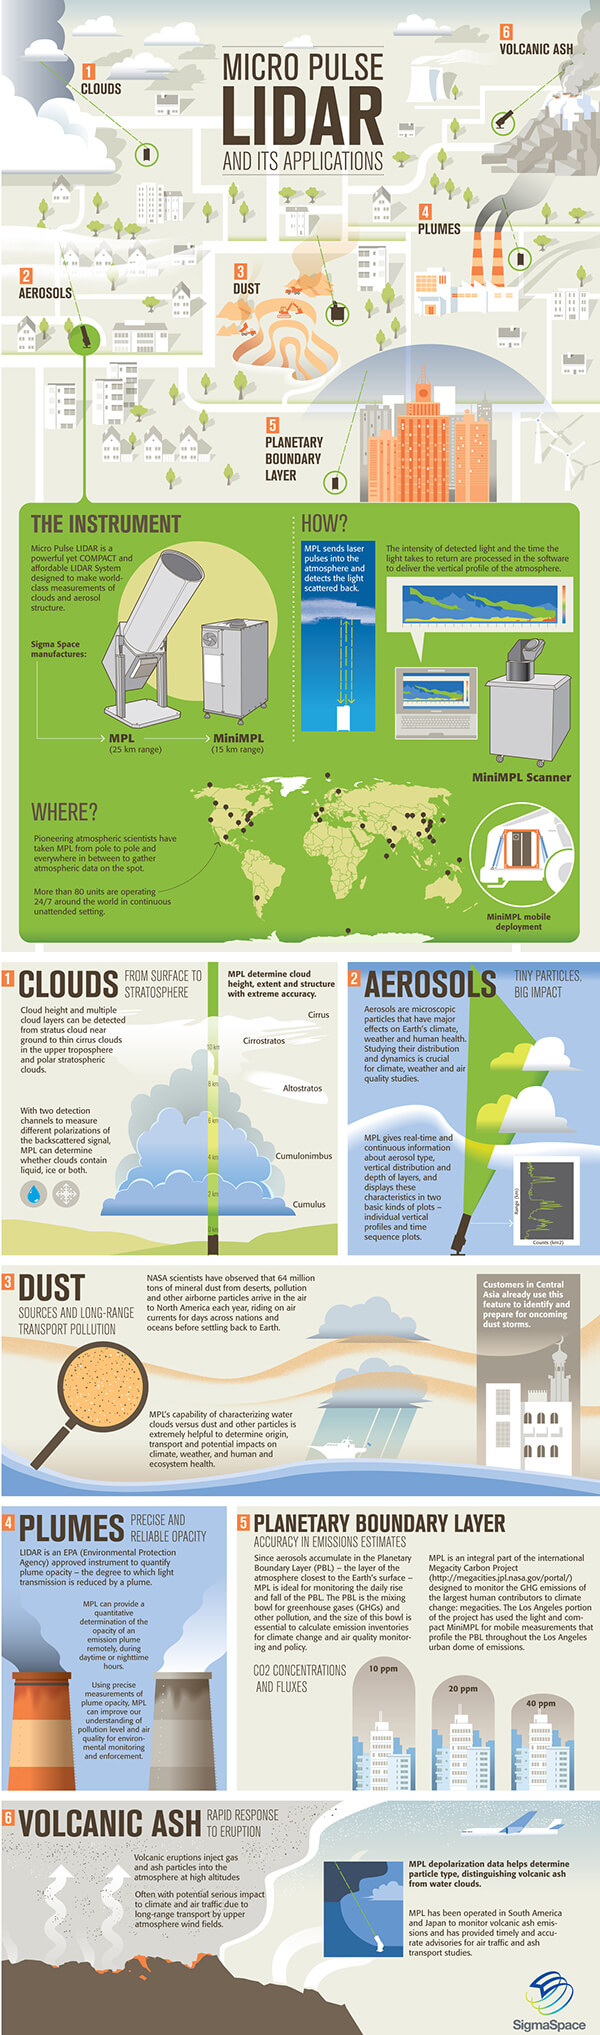 MICRO PULSE
LIDAR
AND ITS APPLICATIONS
1
CLOUDS
6
VOLCANIC ASH
4
PLUMES
2
AEROSOLS
3
DUST
5
PLANETARY
BOUNDARY
LAYER
THE INSTRUMENT
Micro Pulse LIDAR is a
powerful yet COMPACT and
affordable LIDAR System
designed to make world-
class measurements of
clouds and aerosol
structure.
Sigma Space
manufactures:
MPL
(25 km range)
MiniMPL
(15 km range)
HOW?
MPL sends laser
pulses into the
atmosphere and
detects the light
scattered back.
The intensity of detected light and the time the
light takes to return are processed in the software
to deliver the vertical profile of the atmosphere.
MiniMPL Scanner
WHERE?
Pioneering atmospheric scientists have
taken MPL from pole to pole and
everywhere in between to gather
atmospheric data on the spot.
More than 80 units are operating
24/7 around the world in continuous
unattended setting.
MiniMPL mobile
deployment
1 CLOUDS
FROM SURFACE TO
STRATOSPHERE
MPL determine cloud
height, extent and structure
with extreme accuracy.
Cloud height and multiple
cloud layers can be detected
from stratus cloud near
ground to thin cirrus clouds
in the upper troposphere
and polar stratospheric
clouds.
With two detection
channels to measure
different polarizations of
the backscattered signal,
MPL can determine
whether clouds contain
liquid, ice or both.
Cirrus
Cirrostratos
10 km
8 km
Altostratos
6 km
4 km
Cumulonimbus
2 km
Cumulus
2 AEROSOLS
TINY PARTICLES,
BIG IMPACT
Aerosols are microscopic
particles that have major
effects on Earth's climate,
weather and human health.
Studying their distribution
and dynamics is crucial
for climate, weather and air
quality studies.
MPL gives real-time and
continuous information
about aerosol type,
vertical distribution and
depth of layers, and
displays these
characteristics in two
basic kinds of plots –
individual vertical
profiles and time
sequence plots.
Range (km)
Counts (km2)
3 DUST
SOURCES AND LONG-RANGE
TRANSPORT POLLUTION
NASA scientists have observed that 64 million
tons of mineral dust from deserts, pollution
and other airborne particles arrive in the air
to North America each year, riding on air
currents for days across nations and
oceans before settling back to Earth.
MPL's capability of characterizing water
clouds versus dust and other particles is
extremely helpful to determine origin,
transport and potential impacts on
climate, weather, and human and
ecosystem health.
Customers in Central
Asia already use this
feature to identify and
prepare for oncoming
dust storms.
4 PLUMES
PRECISE AND
RELIABLE OPACITY
LIDAR is an EPA (Environmental Protection
Agency) approved instrument to quantify
plume opacity – the degree to which light
transmission is reduced by a plume.
MPL can provide a
quantitative
determination of the
opacity of an
emission plume
remotely, during
daytime or nighttime
hours.
Using precise
measurements of
plume opacity, MPL
can improve our
understanding of
pollution level and air
quality for environ-
mental monitoring
and enforcement.
5 PLANETARY BOUNDARY LAYER
ACCURACY IN EMISSIONS ESTIMATES
Since aerosols accumulate in the Planetary
Boundary Layer (PBL) – the layer of the
atmosphere closest to the Earth's surface –
MPL is ideal for monitoring the daily rise
and fall of the PBL. The PBL is the mixing
bowl for greenhouse gases (GHGs) and
other pollution, and the size of this bowl is
essential to calculate emission inventories
for climate change and air quality monitor-
ing and policy.
MPL is an integral part of the international
Megacity Carbon Project
(http://megacities.jpl.nasa.gov/portal/)
designed to monitor the GHG emissions of
the largest human contributors to climate
change: megacities. The Los Angeles portion
of the project has used the light and com-
pact MiniMPL for mobile measurements that
profile the PBL throughout the Los Angeles
urban dome of emissions.
CO2 CONCENTRATIONS
AND FLUXES
10 ppm
20 ppm
40 ppm
6 VOLCANIC ASH
RAPID RESPONSE
TO ERUPTION
Volcanic eruptions inject gas
and ash particles into the
atmosphere at high altitudes
Often with potential serious impact
to climate and air traffic due to
long-range transport by upper
atmosphere wind fields.
MPL depolarization data helps determine
particle type, distinguishing volcanic ash
from water clouds.
MPL has been operated in South America
and Japan to monitor volcanic ash emis-
sions and has provided timely and accu-
rate advisories for air traffic and ash
transport studies.
SigmaSpace